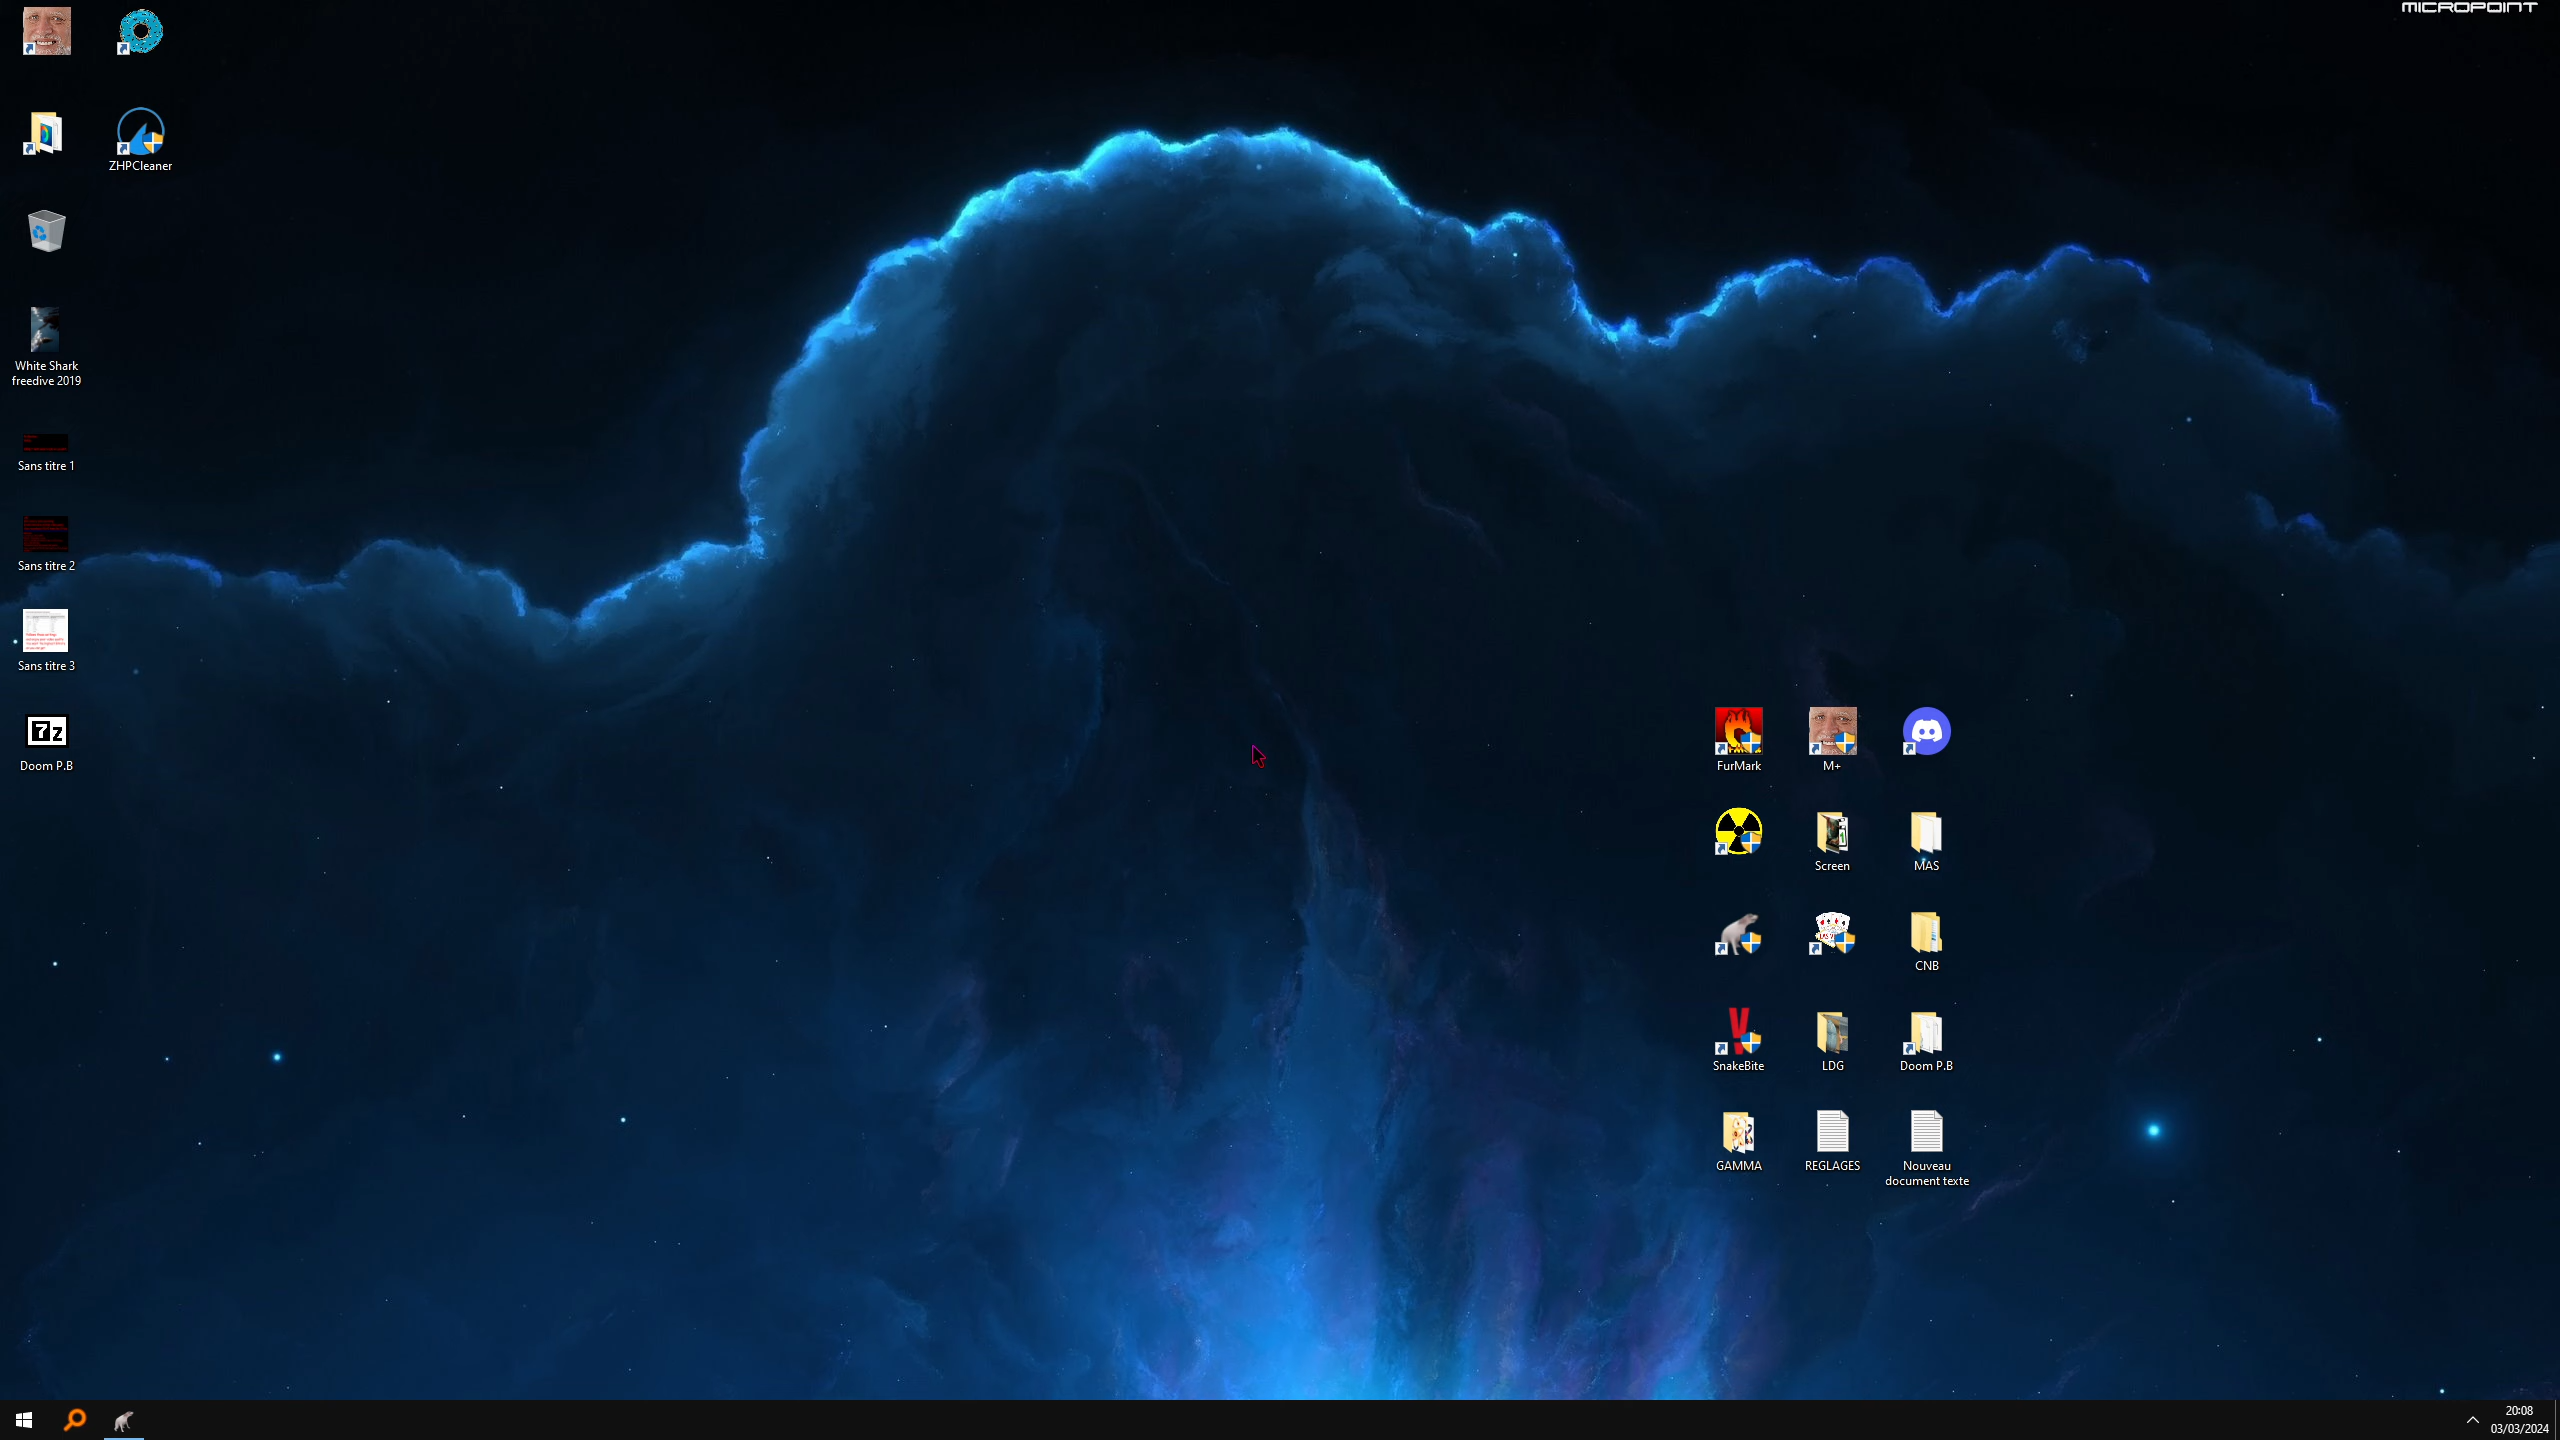 MICROPOINT
ZHPCleaner
White Shark
freedive 2019
Sans titre 1
Sans titre 2
Sans titre 3
7z
Doom P.B
FurMark
M+
Screen
MAS
CNB
SnakeBite
LDG
Doom P.B
GAMMA
REGLAGES
Nouveau
document texte
20:08
03/03/2024